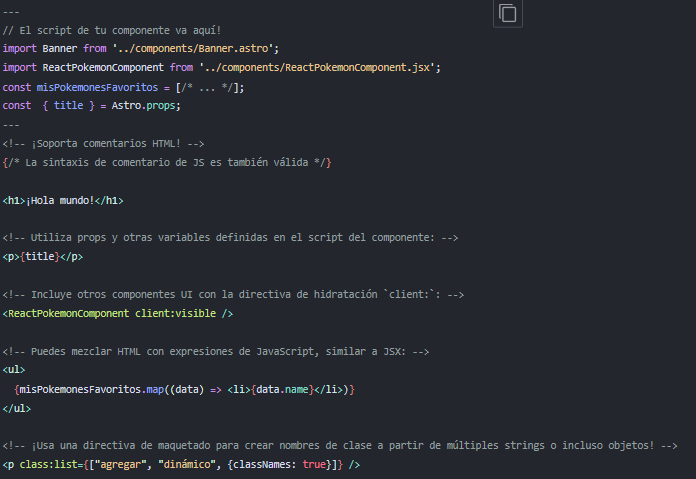 ---
// El script de tu componente va aquí!
import Banner from '../components/Banner.astro';
import ReactPokemonComponent from '../components/ReactPokemonComponent.jsx';
const misPokemonesFavoritos = [/* ... */];
const  { title } = Astro.props;
---
<!-- ¡Soporta comentarios HTML! -->
{/* La sintaxis de comentario de JS es también válida */}

<h1>¡Hola mundo!</h1>

<!-- Utiliza props y otras variables definidas en el script del componente: -->
<p>{title}</p>

<!-- Incluye otros componentes UI con la directiva de hidratación `client:`: -->
<ReactPokemonComponent client:visible />

<!-- Puedes mezclar HTML con expresiones de JavaScript, similar a JSX: -->
<ul>
  {misPokemonesFavoritos.map((data) => <li>{data.name}</li>)}
</ul>

<!-- ¡Usa una directiva de maquetado para crear nombres de clase a partir de múltiples strings o incluso objetos! -->
<p class:list={["agregar", "dinámico", {classNames: true}]} />